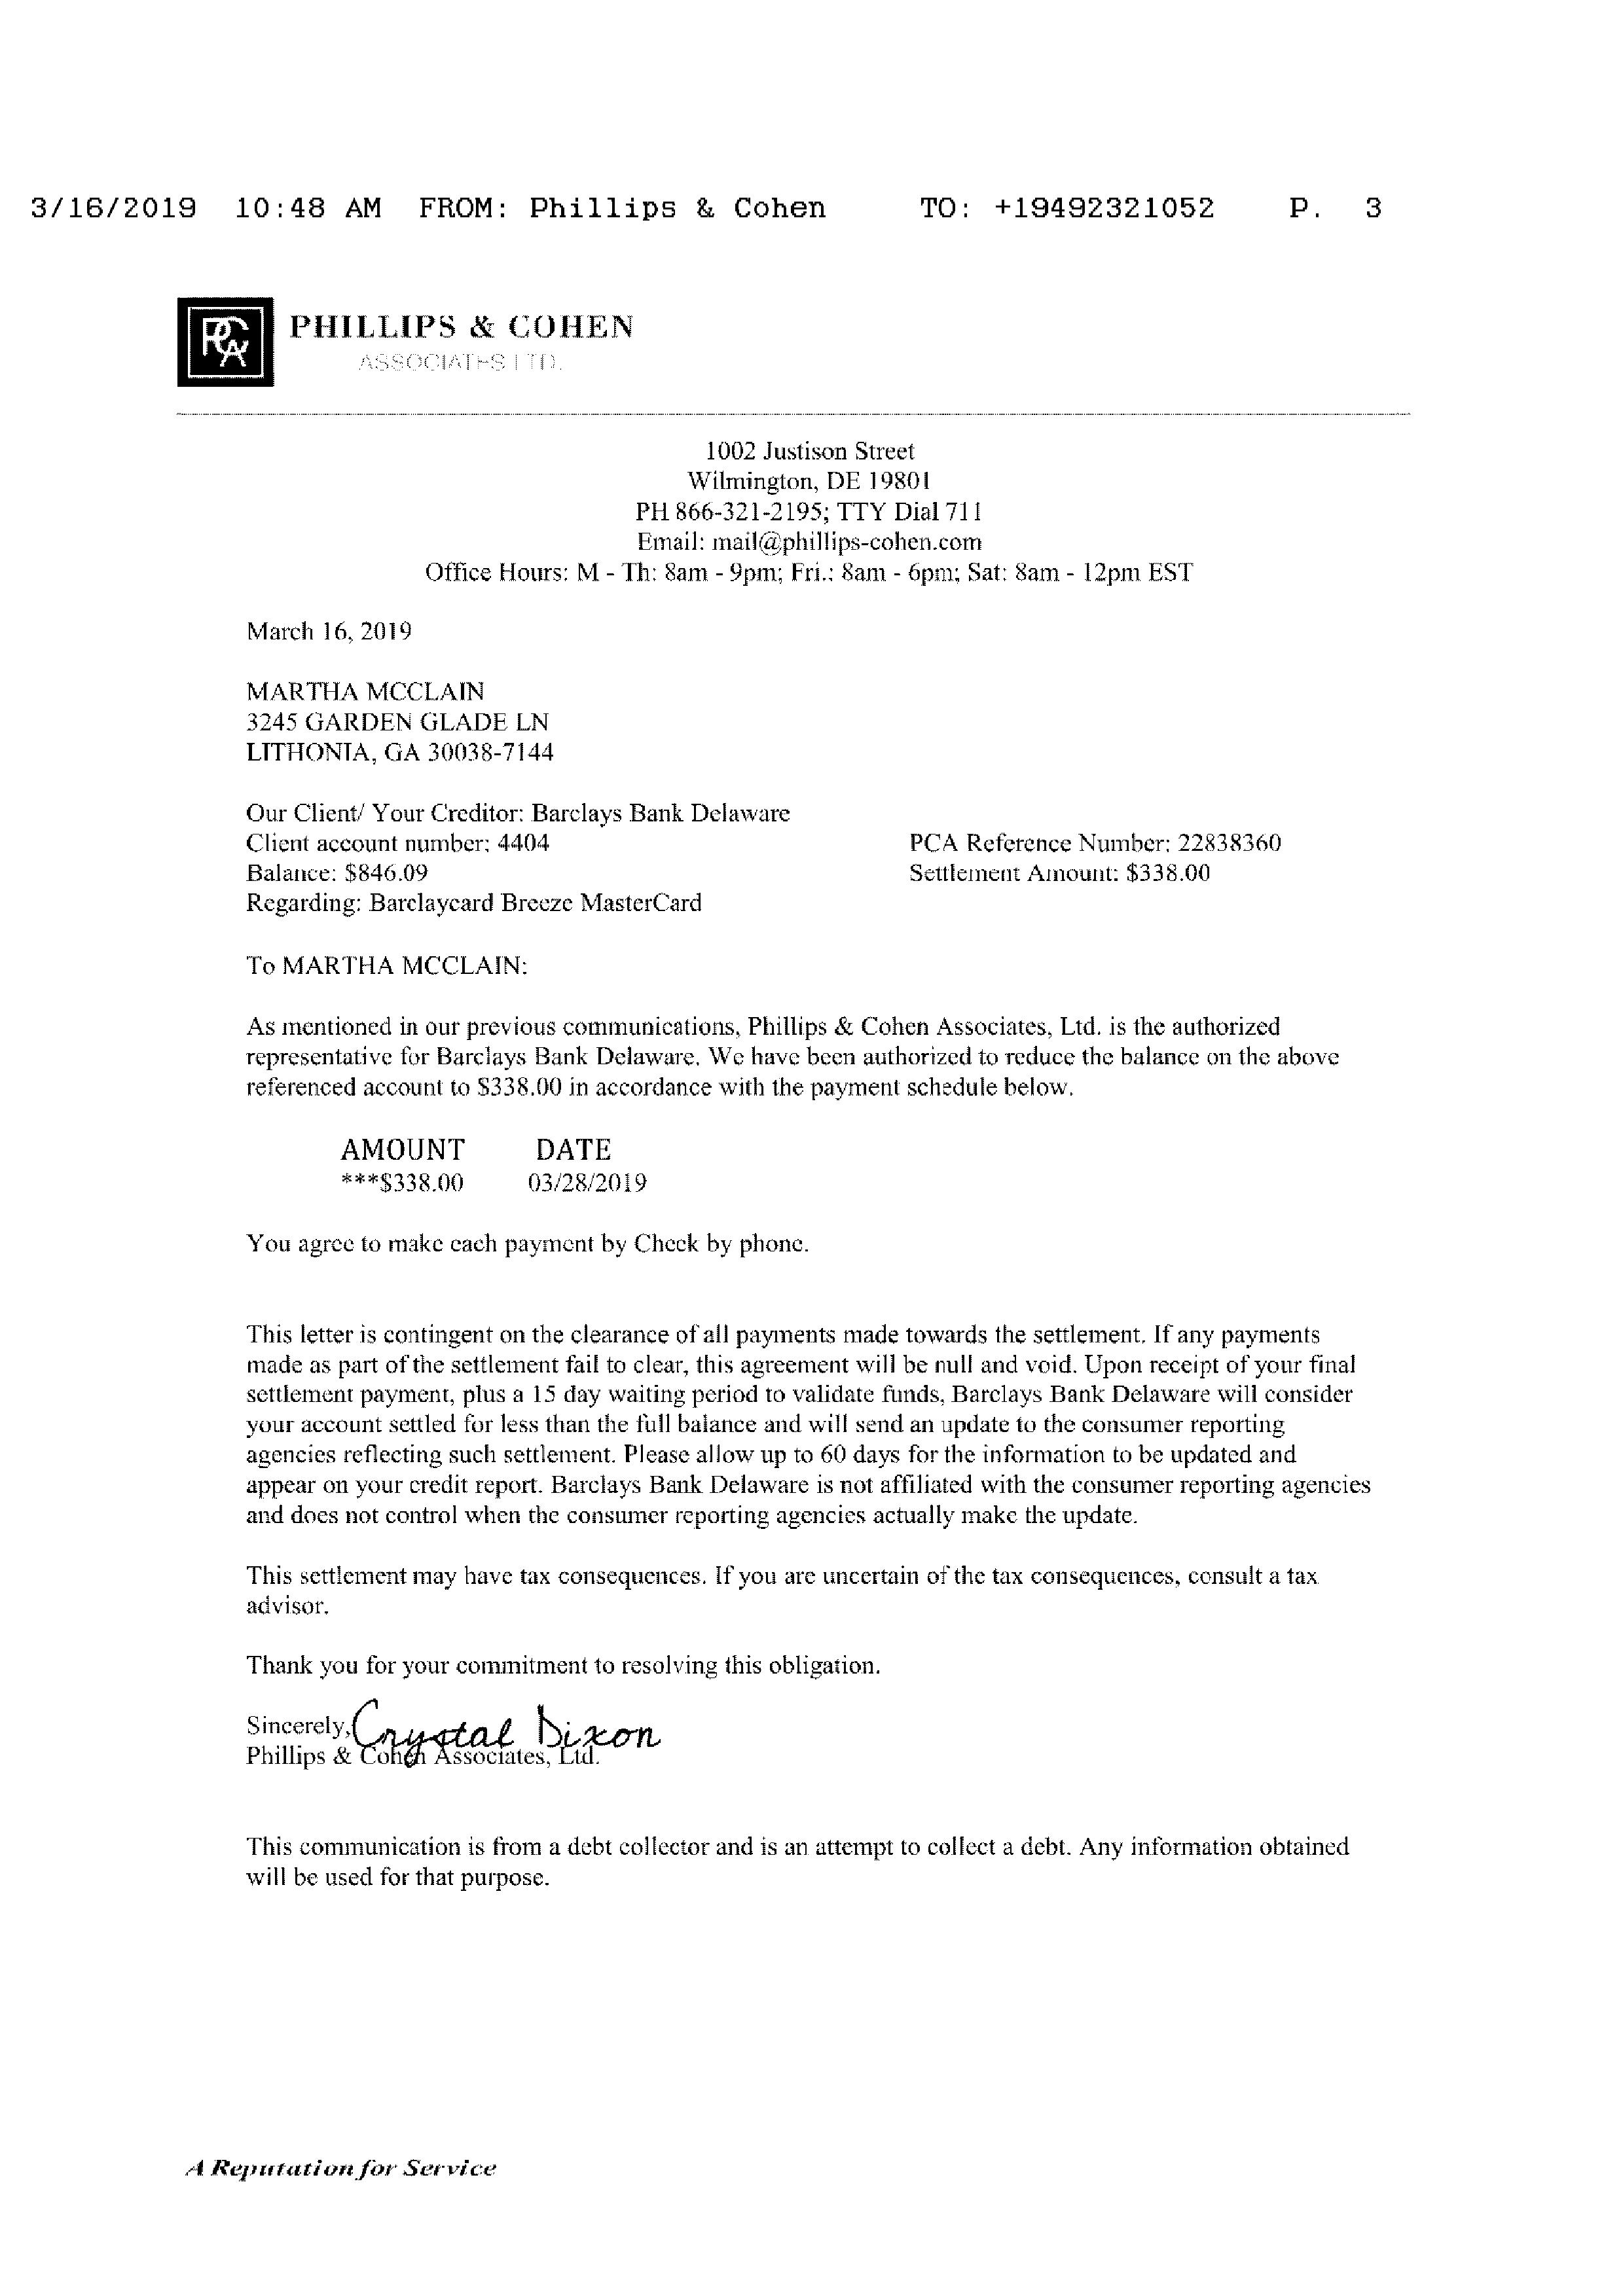 3/16/2019 10:48 AM FROM: Phillips & Cohen TO: +19492321052 P. 3
PCA
PHILLIPS & COHEN
ASSOCIATES LTD.
1002 Justison Street
Wilmington, DE 19801
PH 866-321-2195; TTY Dial 711
Email: mail@phillips-cohen.com
Office Hours: M - Th: 8am - 9pm; Fri.: 8am - 6pm; Sat: 8am - 12pm EST
March 16, 2019
MARTHA MCCLAIN
3245 GARDEN GLADE LN
LITHONIA, GA 30038-7144
Our Client/ Your Creditor: Barclays Bank Delaware
Client account number: 4404 PCA Reference Number: 22838360
Balance: $846.09 Settlement Amount: $338.00
Regarding: Barclaycard Breeze MasterCard
To MARTHA MCCLAIN:
As mentioned in our previous communications, Phillips & Cohen Associates, Ltd. is the authorized
representative for Barclays Bank Delaware. We have been authorized to reduce the balance on the above
referenced account to $338.00 in accordance with the payment schedule below.
AMOUNT DATE
***$338.00 03/28/2019
You agree to make each payment by Check by phone.
This letter is contingent on the clearance of all payments made towards the settlement. If any payments
made as part of the settlement fail to clear, this agreement will be null and void. Upon receipt of your final
settlement payment, plus a 15 day waiting period to validate funds, Barclays Bank Delaware will consider
your account settled for less than the full balance and will send an update to the consumer reporting
agencies reflecting such settlement. Please allow up to 60 days for the information to be updated and
appear on your credit report. Barclays Bank Delaware is not affiliated with the consumer reporting agencies
and does not control when the consumer reporting agencies actually make the update.
This settlement may have tax consequences. If you are uncertain of the tax consequences, consult a tax
advisor.
Thank you for your commitment to resolving this obligation.
Sincerely, Crystal Dixon
Phillips & Cohen Associates, Ltd.
This communication is from a debt collector and is an attempt to collect a debt. Any information obtained
will be used for that purpose.
A Reputation for Service